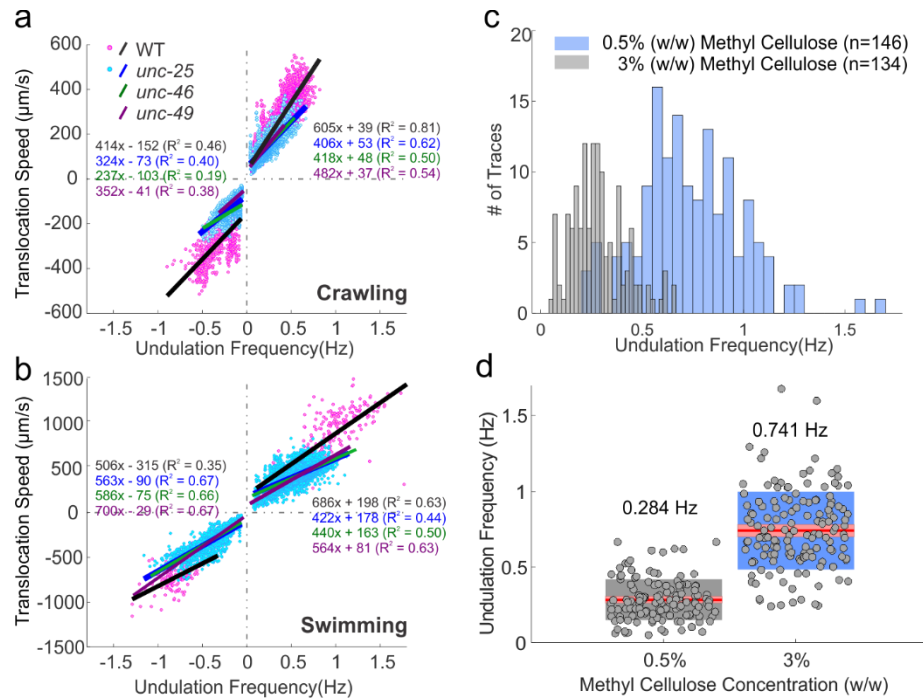 a
Translocation Speed (µm/s)
600
400
200
0
-200
-400
-600
WT
unc-25
unc-46
unc-49
414x - 152 (R² = 0.46)
324x - 73 (R² = 0.40)
237x - 103 (R² = 0.19)
352x - 41 (R² = 0.38)
605x + 39 (R² = 0.81)
406x + 53 (R² = 0.62)
418x + 48 (R² = 0.50)
482x + 37 (R² = 0.54)
Crawling
-1.5 -1 -0.5 0 0.5 1 1.5
Undulation Frequency(Hz)
b
Translocation Speed (µm/s)
1500
1000
500
0
-500
-1000
-1500
506x - 315 (R² = 0.35)
563x - 90 (R² = 0.67)
586x - 75 (R² = 0.66)
700x - 29 (R² = 0.67)
686x + 198 (R² = 0.63)
422x + 178 (R² = 0.44)
440x + 163 (R² = 0.50)
564x + 81 (R² = 0.63)
Swimming
-1.5 -1 -0.5 0 0.5 1 1.5
Undulation Frequency (Hz)
c
# of Traces
20
15
10
5
0
0.5% (w/w) Methyl Cellulose (n=146)
3% (w/w) Methyl Cellulose (n=134)
0 0.5 1 1.5
Undulation Frequency(Hz)
d
Undulation Frequency (Hz)
1.5
1
0.5
0
0.284 Hz
0.741 Hz
0.5% 3%
Methyl Cellulose Concentration (w/w)